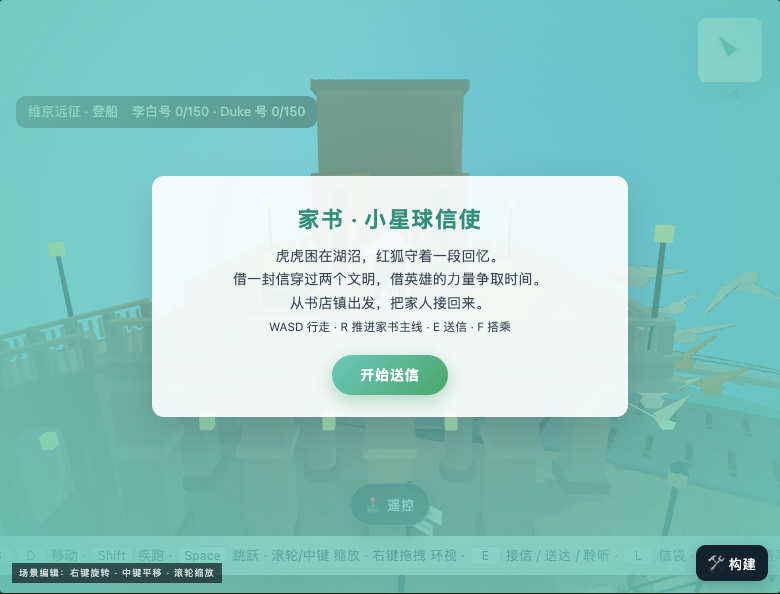 维京远征 · 登船 李白号 0/150 · Duke 号 0/150
家书 · 小星球信使
虎虎困在湖沼，红狐守着一段回忆。
借一封信穿过两个文明，借英雄的力量争取时间。
从书店镇出发，把家人接回来。
WASD 行走 · R 推进家书主线 · E 送信 · F 搭乘
开始送信
遥控
D 移动 · Shift 疾跑 · Space 跳跃 · 滚轮/中键 缩放 · 右键拖拽 环视 · E 接信 / 送达 / 聆听 · L 信袋
场景编辑：右键旋转 · 中键平移 · 滚轮缩放
构建